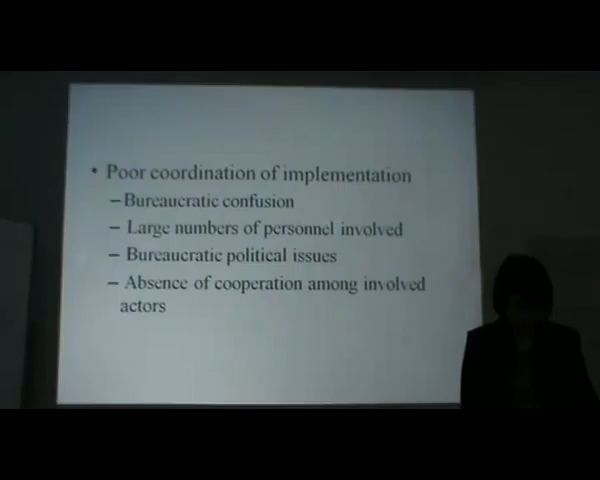 • Poor coordination of implementation
– Bureaucratic confusion
– Large numbers of personnel involved
– Bureaucratic political issues
– Absence of cooperation among involved
actors